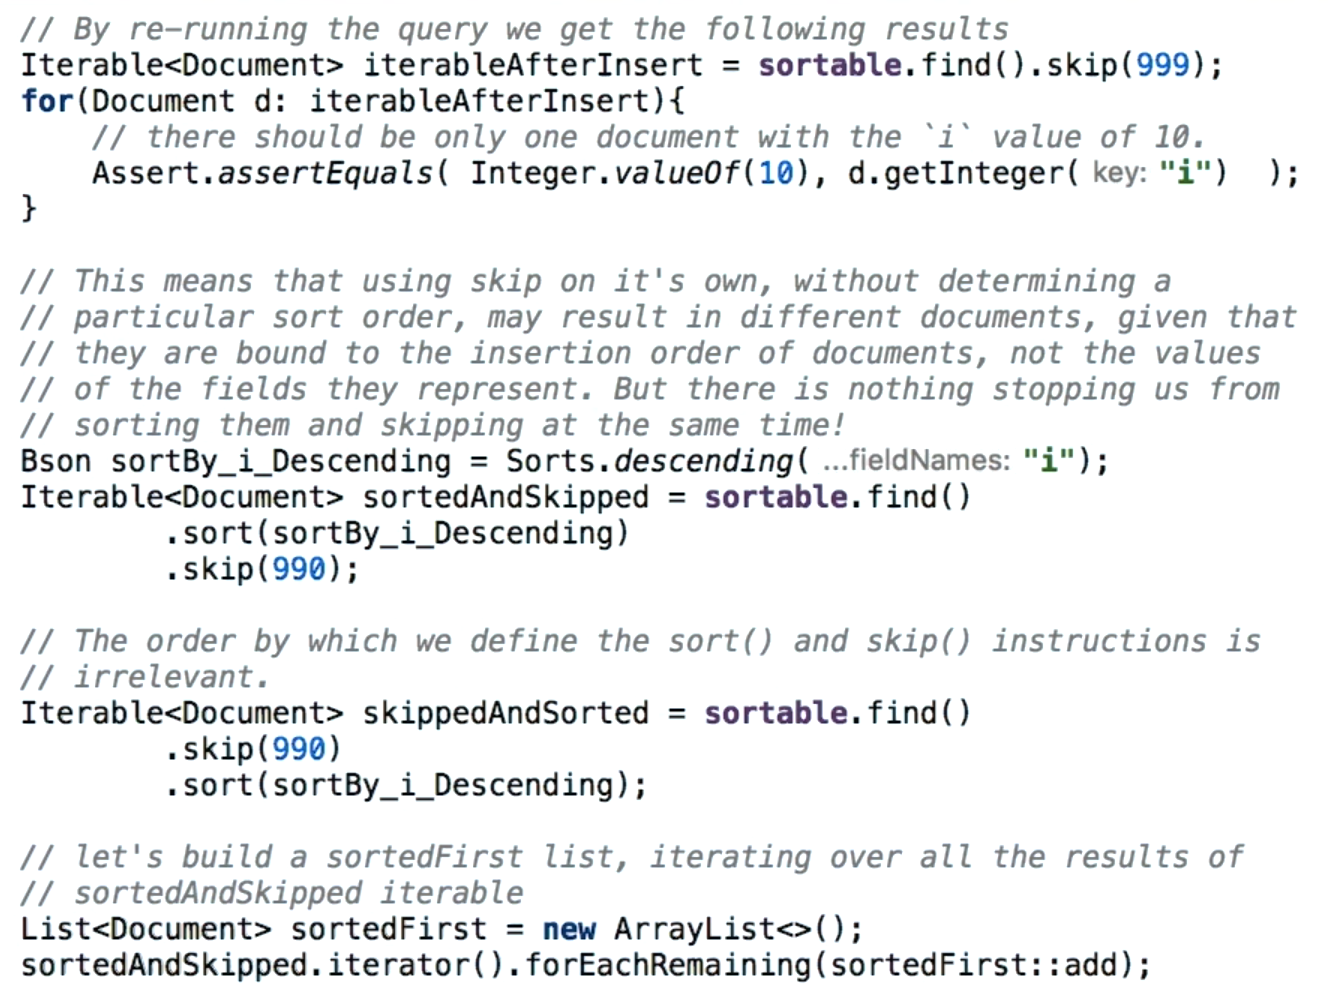 // By re-running the query we get the following results
Iterable<Document> iterableAfterInsert = sortable.find().skip(999);
for(Document d: iterableAfterInsert){
    // there should be only one document with the `i` value of 10.
    Assert.assertEquals( Integer.valueOf(10), d.getInteger( key: "i")  );
}

// This means that using skip on it's own, without determining a
// particular sort order, may result in different documents, given that
// they are bound to the insertion order of documents, not the values
// of the fields they represent. But there is nothing stopping us from
// sorting them and skipping at the same time!
Bson sortBy_i_Descending = Sorts.descending( ...fieldNames: "i");
Iterable<Document> sortedAndSkipped = sortable.find()
        .sort(sortBy_i_Descending)
        .skip(990);

// The order by which we define the sort() and skip() instructions is
// irrelevant.
Iterable<Document> skippedAndSorted = sortable.find()
        .skip(990)
        .sort(sortBy_i_Descending);

// let's build a sortedFirst list, iterating over all the results of
// sortedAndSkipped iterable
List<Document> sortedFirst = new ArrayList<>();
sortedAndSkipped.iterator().forEachRemaining(sortedFirst::add);